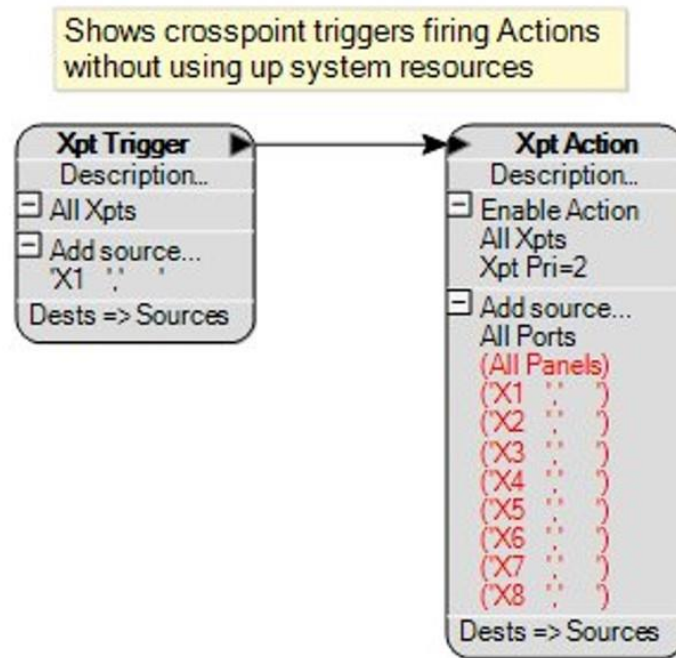 Shows crosspoint triggers firing Actions
without using up system resources
Xpt Trigger
Description...
All Xpts
Add source...
'X1 ',' '
Dests => Sources
Xpt Action
Description...
Enable Action
All Xpts
Xpt Pri=2
Add source...
All Ports
(All Panels)
('X1 ',' ')
('X2 ',' ')
('X3 ',' ')
('X4 ',' ')
('X5 ',' ')
('X6 ',' ')
('X7 ',' ')
('X8 ',' ')
Dests => Sources